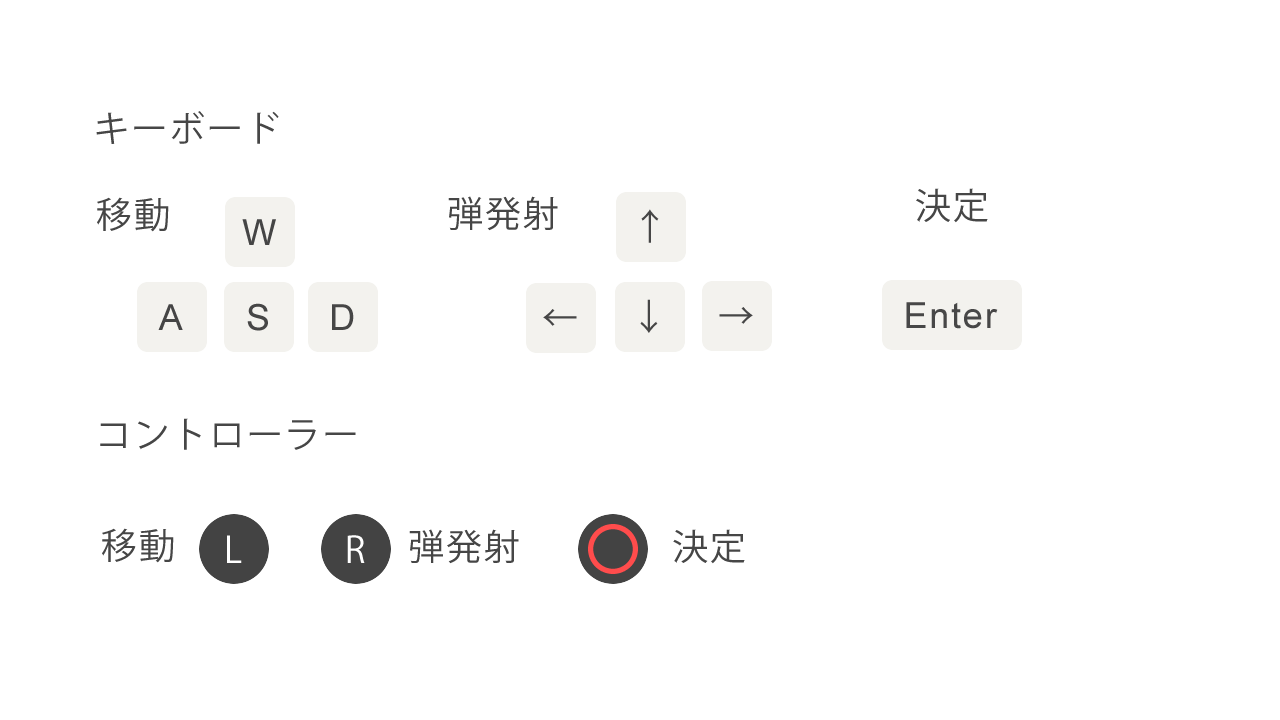 キーボード
移動 W 弾発射 ↑ 決定
A S D ← ↓ → Enter
コントローラー
移動 L R 弾発射 決定